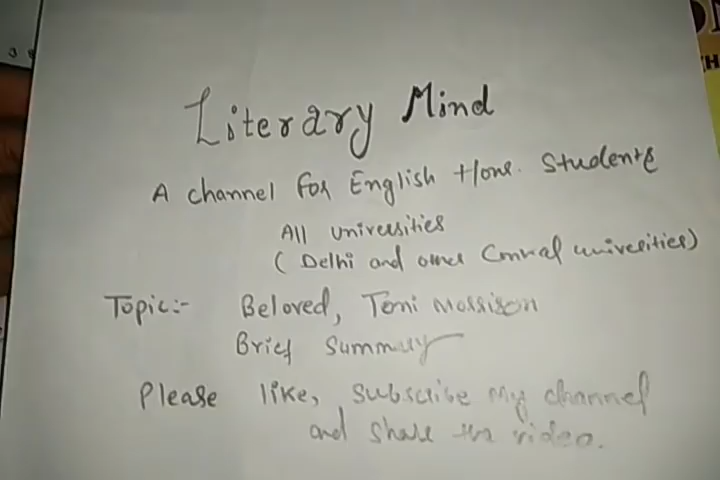 Literary Mind
A channel for English Hons. Students
All universities
( Delhi and other Central universities)
Topic:- Beloved, Toni Morrison
Brief Summary
Please like, subscribe my channel
and share the video.